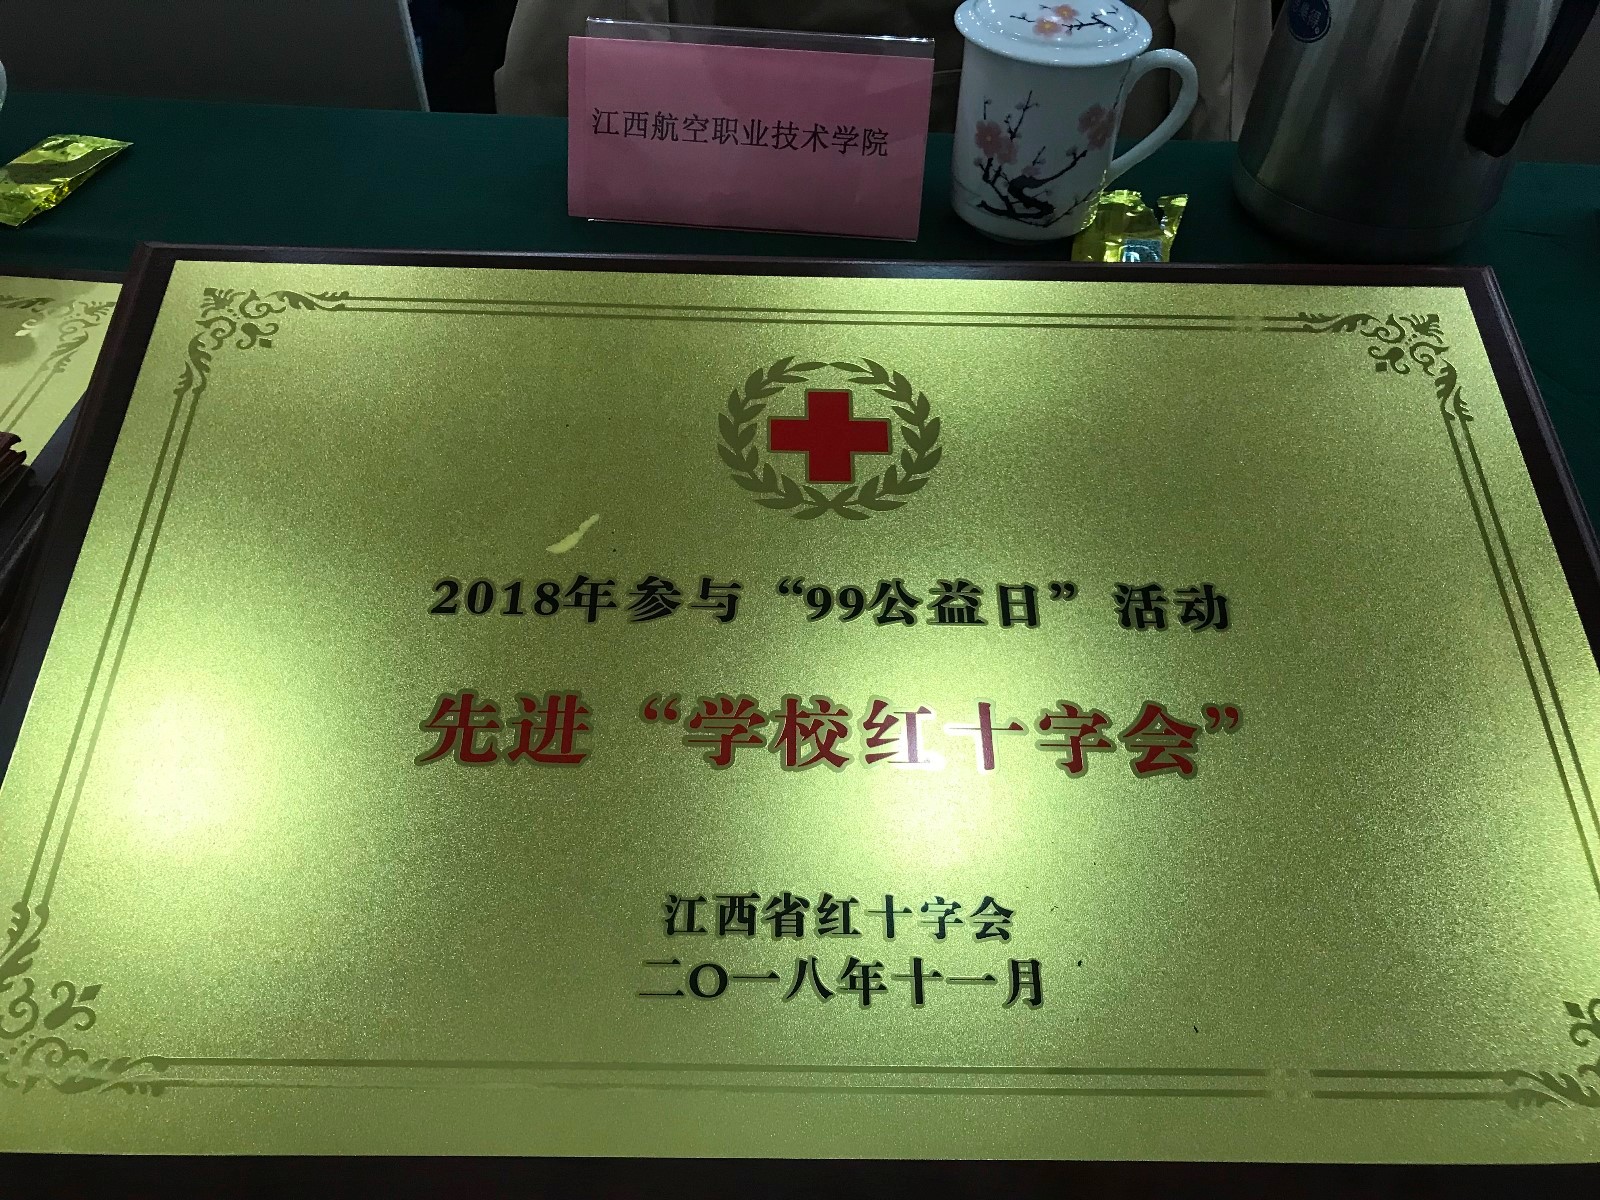 江西航空职业技术学院
2018年参与“99公益日”活动
先进“学校红十字会”
江西省红十字会
二〇一八年十一月